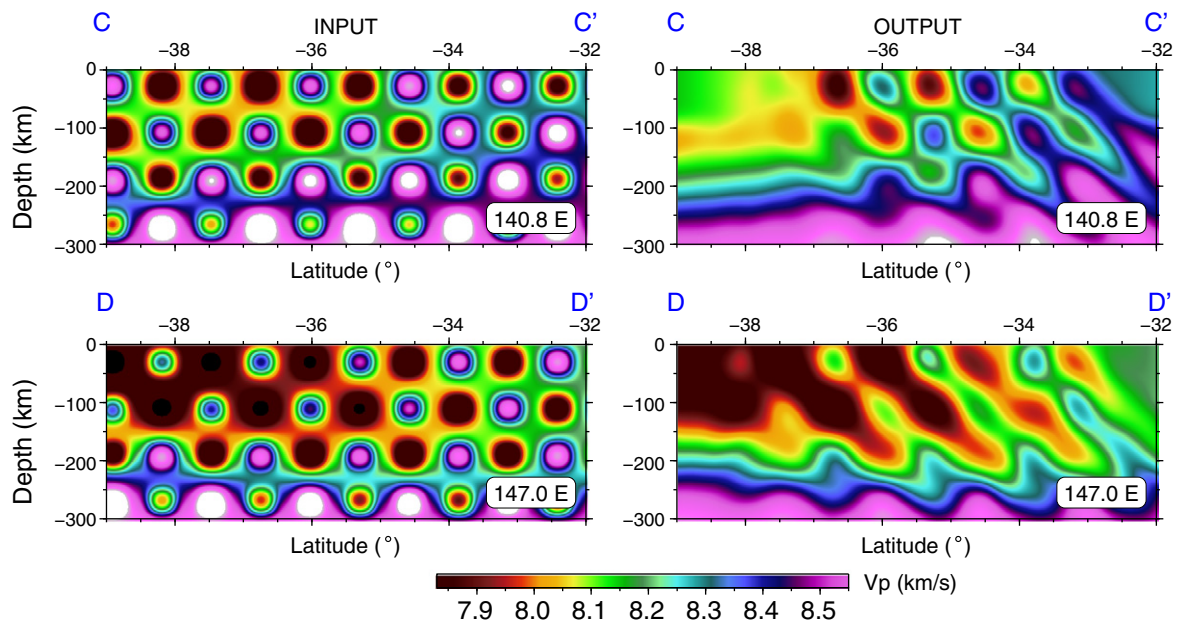 C INPUT C’ C OUTPUT C’
−38 −36 −34 −32 −38 −36 −34 −32
0 0
−100 −100
−200 −200
−300 −300
Depth (km)
140.8 E 140.8 E
Latitude (°) Latitude (°)
D D’ D D’
−38 −36 −34 −32 −38 −36 −34 −32
0 0
−100 −100
−200 −200
−300 −300
Depth (km)
147.0 E 147.0 E
Latitude (°) Latitude (°)
Vp (km/s)
7.9 8.0 8.1 8.2 8.3 8.4 8.5